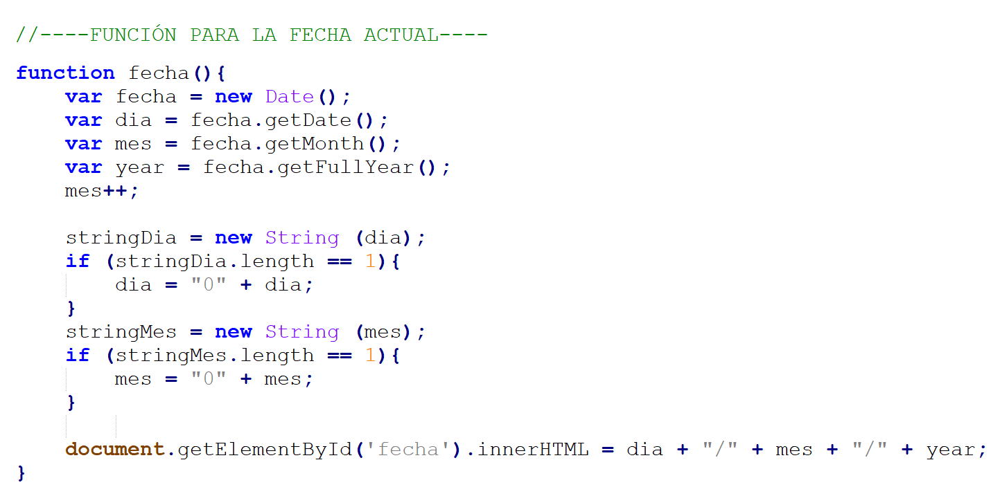 //----FUNCIÓN PARA LA FECHA ACTUAL----
function fecha(){
    var fecha = new Date();
    var dia = fecha.getDate();
    var mes = fecha.getMonth();
    var year = fecha.getFullYear();
    mes++;

    stringDia = new String (dia);
    if (stringDia.length == 1){
        dia = "0" + dia;
    }
    stringMes = new String (mes);
    if (stringMes.length == 1){
        mes = "0" + mes;
    }

    document.getElementById('fecha').innerHTML = dia + "/" + mes + "/" + year;
}